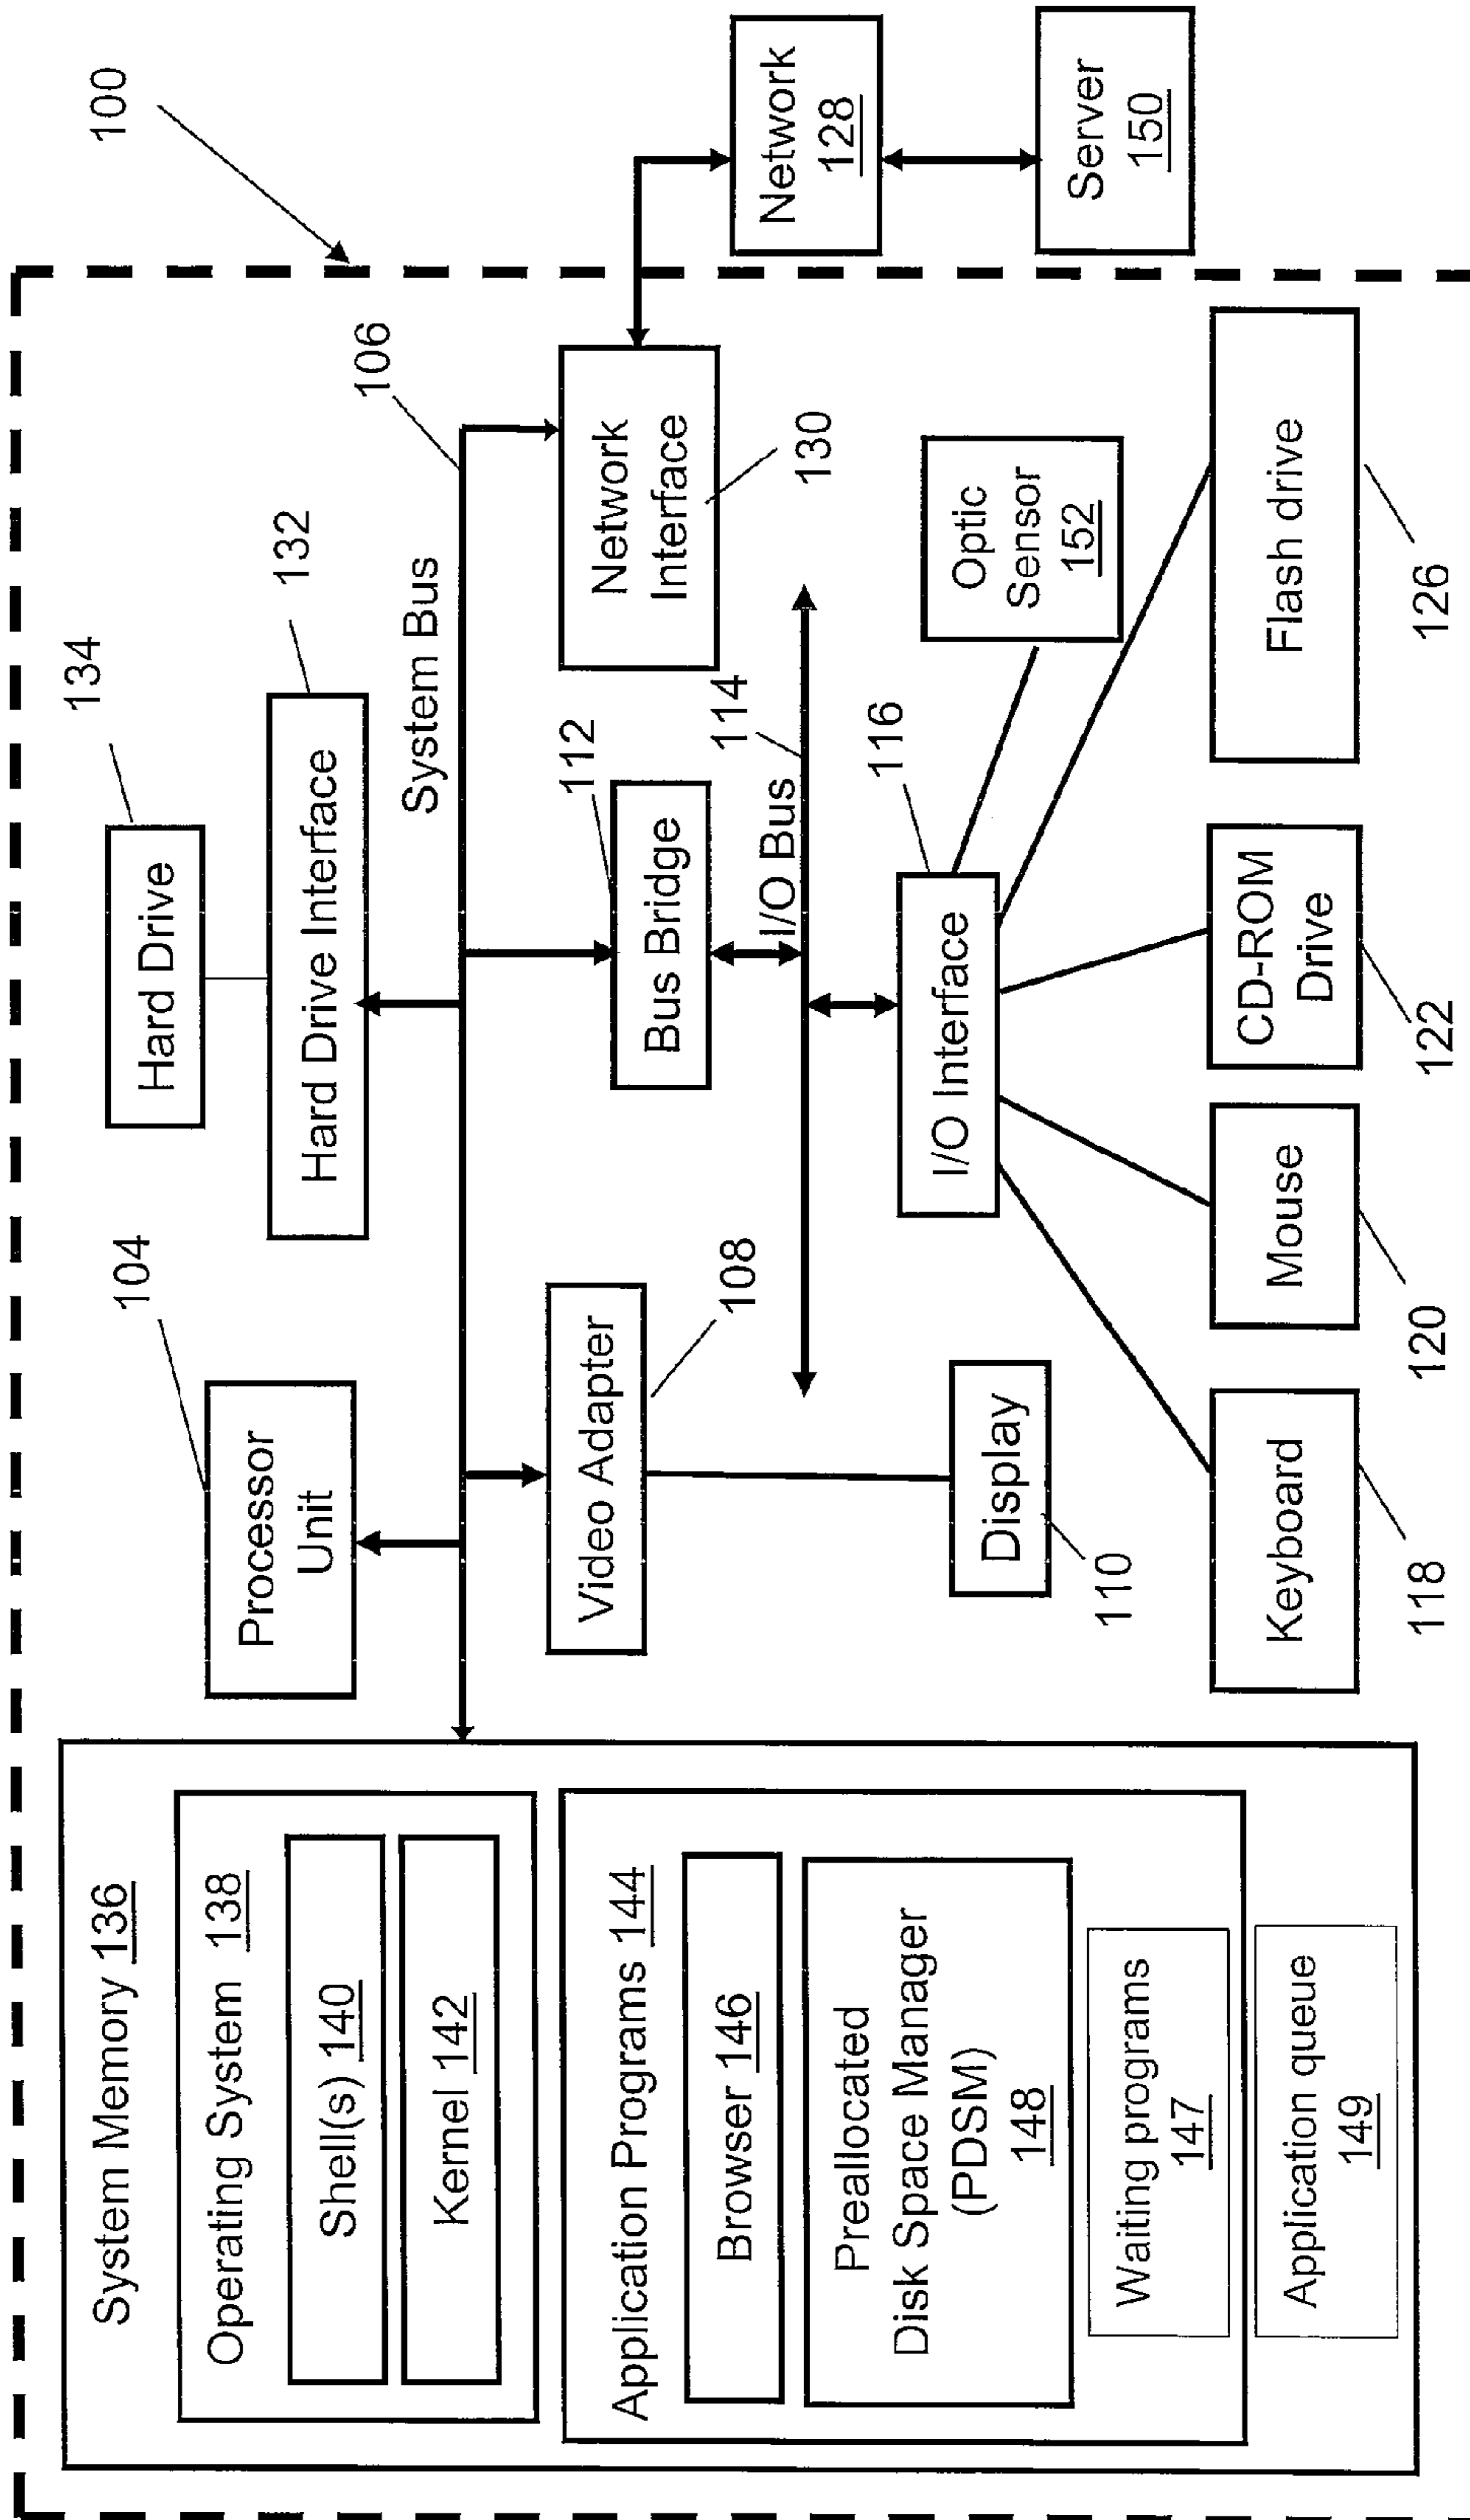 100
System Memory 136
Operating System 138
Shell(s) 140
Kernel 142
Application Programs 144
Browser 146
Preallocated
Disk Space Manager
(PDSM)
148
Waiting programs
147
Application queue
149
104
Processor
Unit
134
Hard Drive
132
Hard Drive Interface
System Bus
106
Video Adapter
108
112
Bus Bridge
Network
Interface
130
I/O Bus
114
Display
110
116
I/O Interface
Optic
Sensor
152
Keyboard
118
Mouse
120
CD-ROM
Drive
122
Flash drive
126
Network
128
Server
150